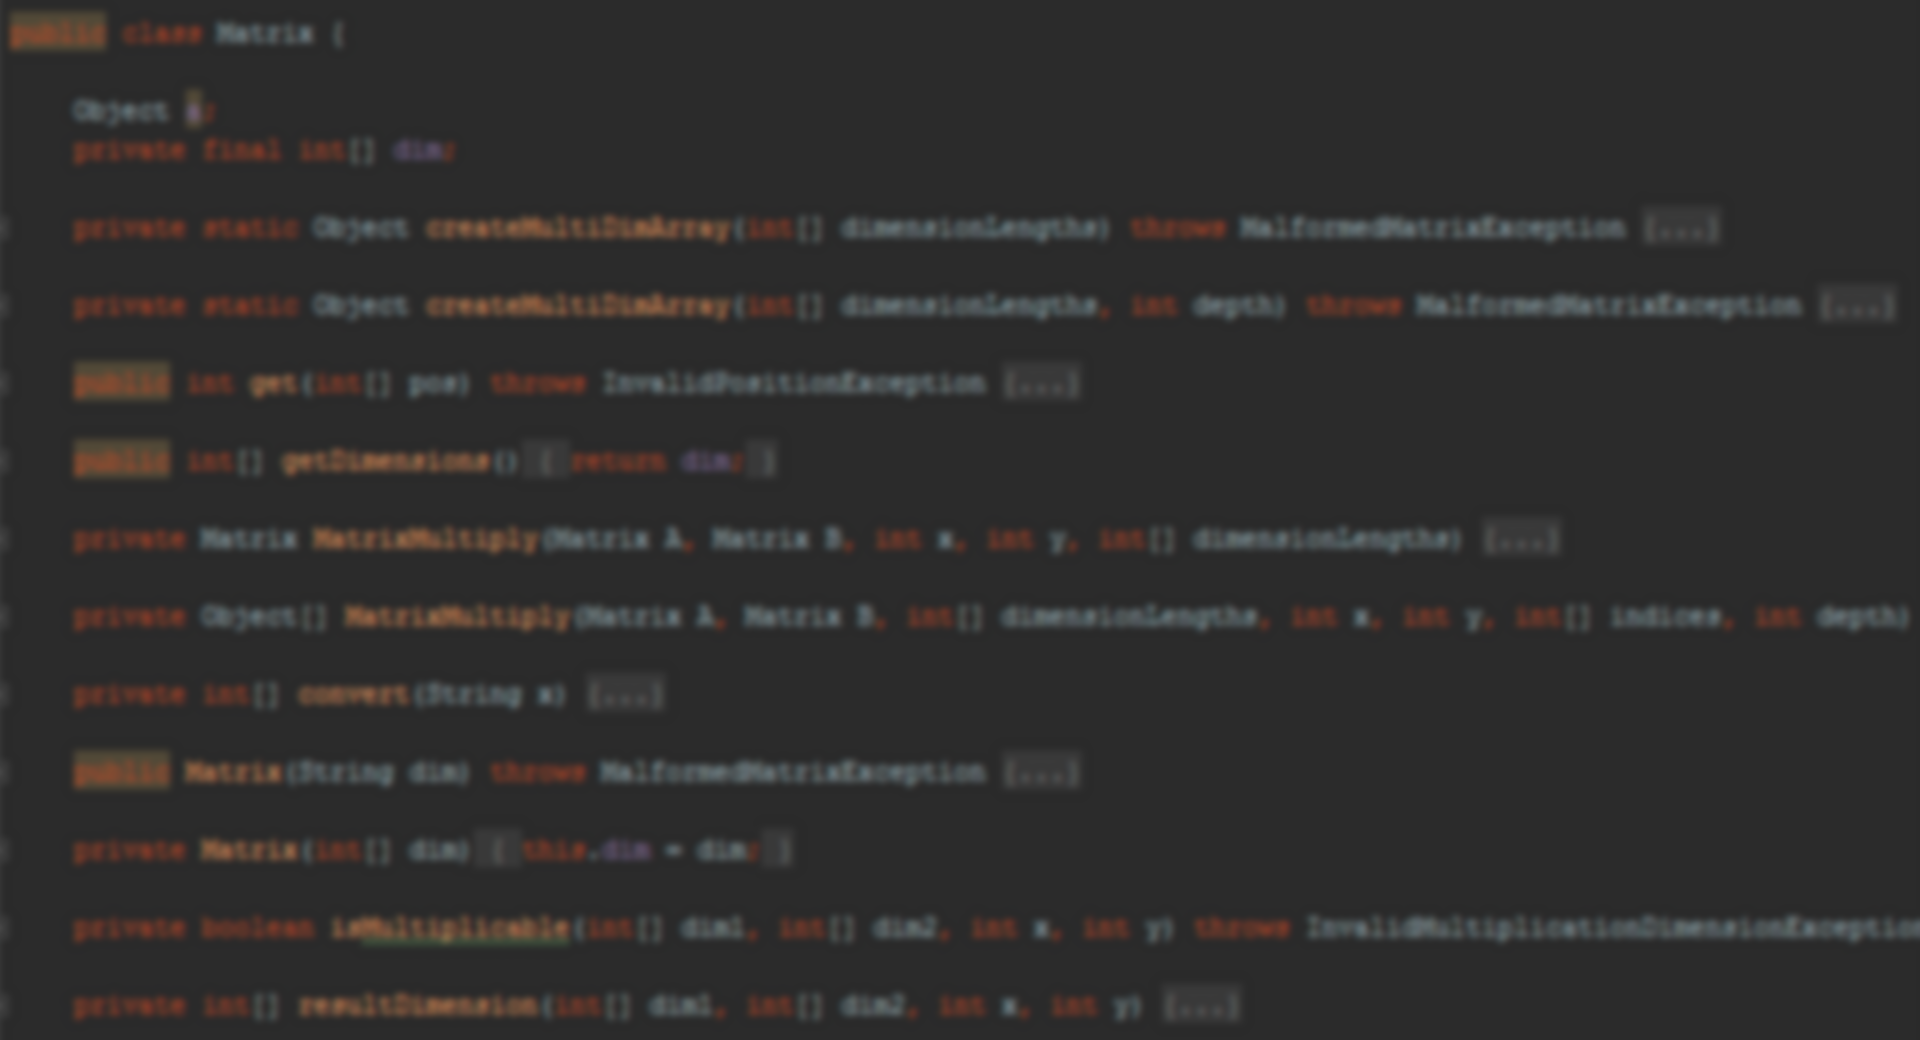 public class Matrix {
Object ;
private final int[] dim;
private static Object createMultiDimArray(int[] dimensionLengths) throws MalformedMatrixException {...}
private static Object createMultiDimArray(int[] dimensionLengths, int depth) throws MalformedMatrixException {...}
public int get(int[] pos) throws InvalidPositionException {...}
public int[] getDimensions() { return dim; }
private Matrix MatrixMultiply(Matrix A, Matrix B, int x, int y, int[] dimensionLengths) {...}
private Object[] MatrixMultiply(Matrix A, Matrix B, int[] dimensionLengths, int x, int y, int[] indices, int depth)
private int[] convert(String x) {...}
public Matrix(String dim) throws MalformedMatrixException {...}
private Matrix(int[] dim) { this.dim = dim; }
private boolean isMultiplicable(int[] dim1, int[] dim2, int x, int y) throws InvalidMultiplicationDimensionException
private int[] resultDimension(int[] dim1, int[] dim2, int x, int y) {...}